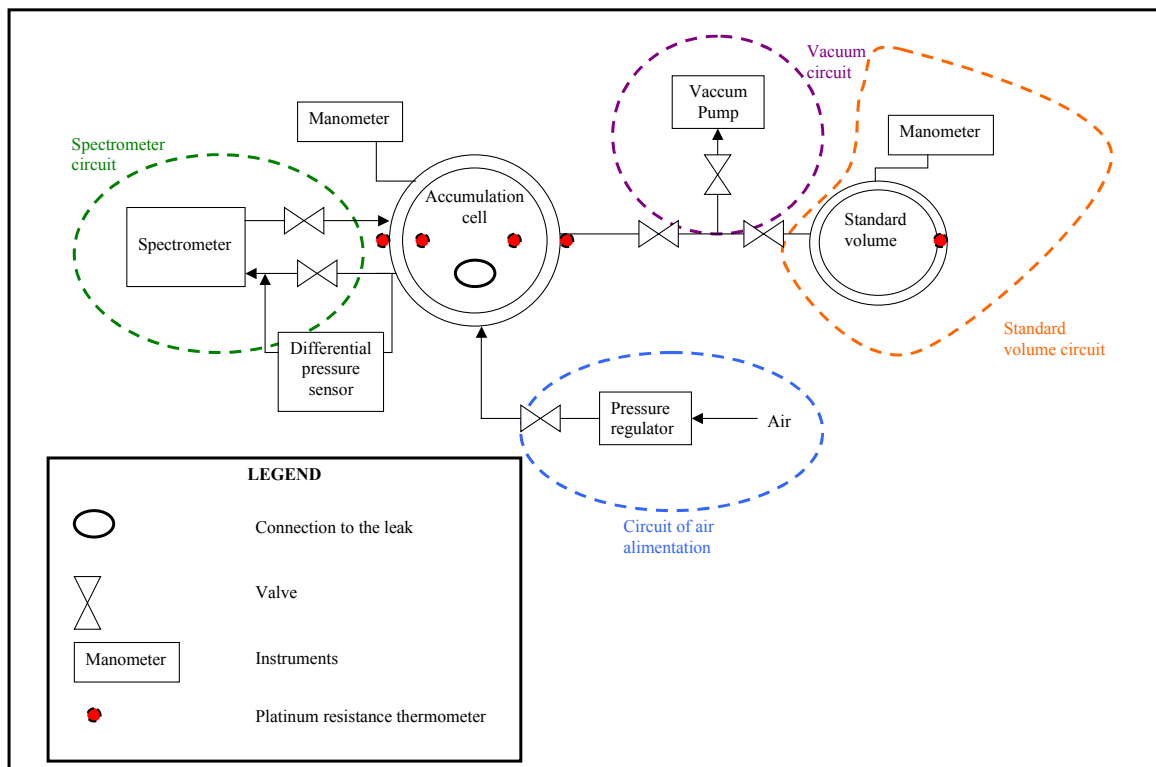 Vacuum
circuit
Vaccum
Pump
Manometer
Manometer
Spectrometer
circuit
Accumulation
cell
Spectrometer
Standard
volume
Differential
pressure
sensor
Standard
volume circuit
Pressure
regulator
Air
Circuit of air
alimentation
LEGEND
Connection to the leak
Valve
Manometer
Instruments
Platinum resistance thermometer